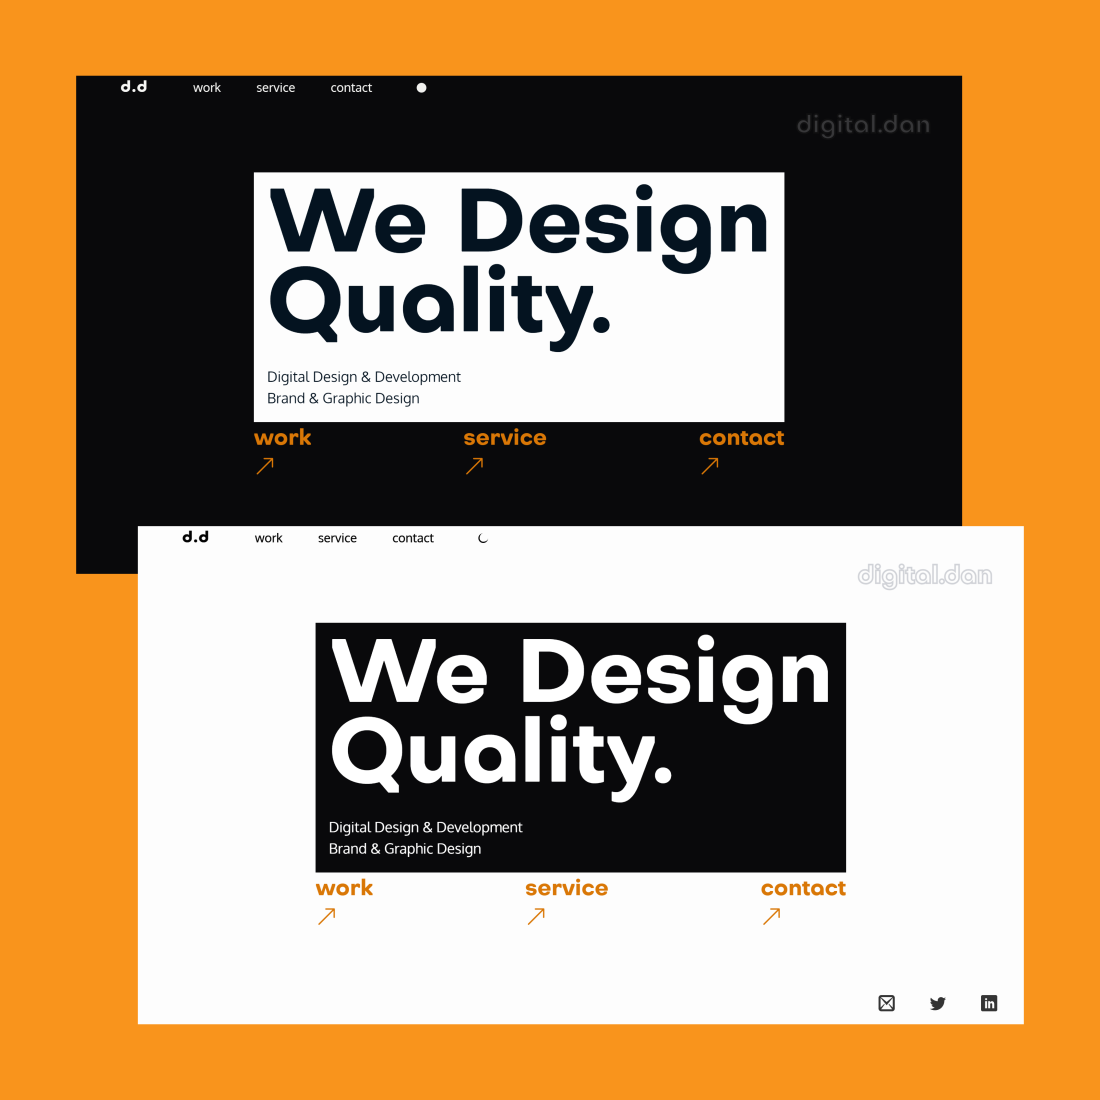 d.d work service contact
digital.dan
We Design
Quality.
Digital Design & Development
Brand & Graphic Design
work service contact
d.d work service contact
digital.dan
We Design
Quality.
Digital Design & Development
Brand & Graphic Design
work service contact
in